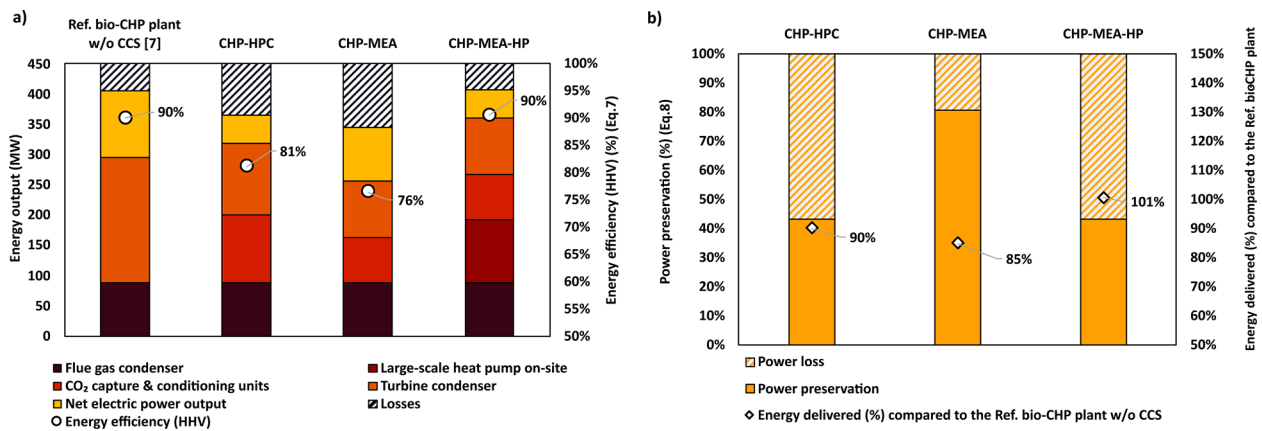 a)
Ref. bio-CHP plant
w/o CCS [7]
CHP-HPC
CHP-MEA
CHP-MEA-HP
Energy output (MW)
450
400
350
300
250
200
150
100
50
0
90%
81%
76%
90%
100%
95%
90%
85%
80%
75%
70%
65%
60%
55%
50%
Energy efficiency (HHV) (%) (Eq.7)
Flue gas condenser
Large-scale heat pump on-site
CO₂ capture & conditioning units
Turbine condenser
Net electric power output
Losses
Energy efficiency (HHV)
b)
CHP-HPC
CHP-MEA
CHP-MEA-HP
Power preservation (%) (Eq.8)
100%
90%
80%
70%
60%
50%
40%
30%
20%
10%
0%
90%
85%
101%
150%
140%
130%
120%
110%
100%
90%
80%
70%
60%
50%
Energy delivered (%) compared to the Ref. bioCHP plant
Power loss
Power preservation
Energy delivered (%) compared to the Ref. bio-CHP plant w/o CCS